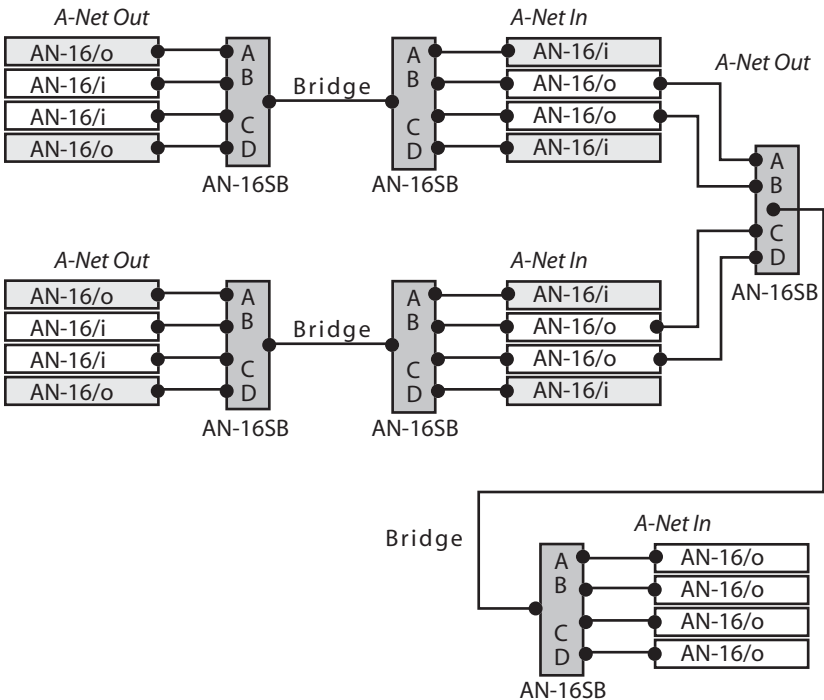 A-Net Out
AN-16/o
AN-16/i
AN-16/i
AN-16/o
A
B
C
D
AN-16SB
Bridge
A-Net In
A
B
C
D
AN-16SB
AN-16/i
AN-16/o
AN-16/o
AN-16/i
A-Net Out
A
B
C
D
AN-16SB
A-Net Out
AN-16/o
AN-16/i
AN-16/i
AN-16/o
A
B
C
D
AN-16SB
Bridge
A-Net In
A
B
C
D
AN-16SB
AN-16/i
AN-16/o
AN-16/o
AN-16/i
Bridge
A-Net In
A
B
C
D
AN-16SB
AN-16/o
AN-16/o
AN-16/o
AN-16/o